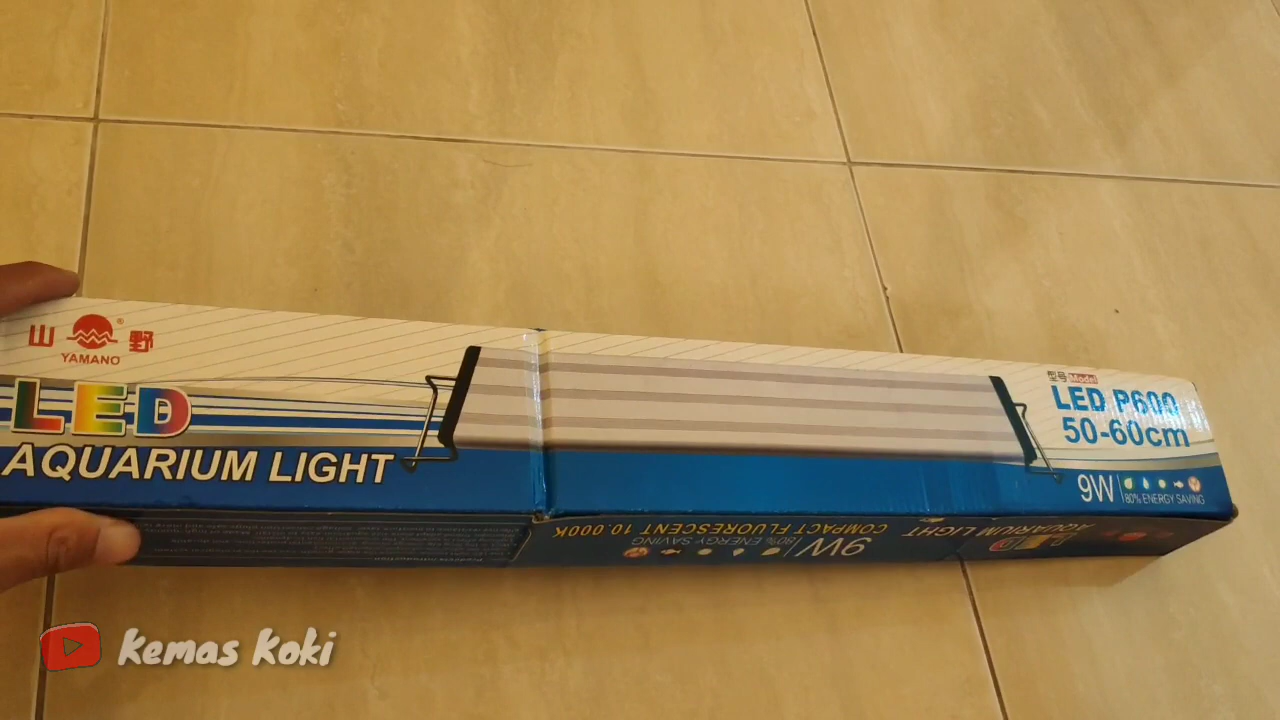 山 ® 野
YAMANO
LED
AQUARIUM LIGHT
型号 Model
LED P600
50-60cm
9W 80% ENERGY SAVING
AQUARIUM LIGHT
COMPACT FLUORESCENT 10.000K
9W 80% ENERGY SAVING
LED
Kemas Koki